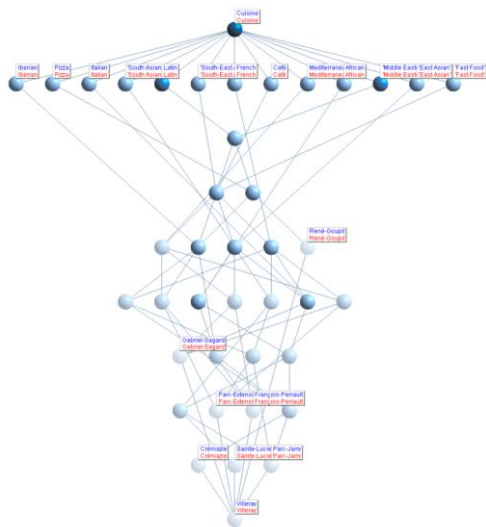 Cuisine
Cuisine
Iberian
Iberian
Pizza
Pizza
Italian
Italian
'South Asian'
'South Asian'
Latin
Latin
'South-East
'South-East
French
French
Café
Café
Mediterranean
Mediterranean
African
African
'Middle East
'Middle East
'East Asian'
'East Asian'
'Fast Food'
'Fast Food'
René-Goupil
René-Goupil
Gabriel-Sagard
Gabriel-Sagard
Parc-Extensi
Parc-Extensi
François-Perrault
François-Perrault
Crémazie
Crémazie
Sainte-Lucie
Sainte-Lucie
Parc-Jarry
Parc-Jarry
Villeray
Villeray